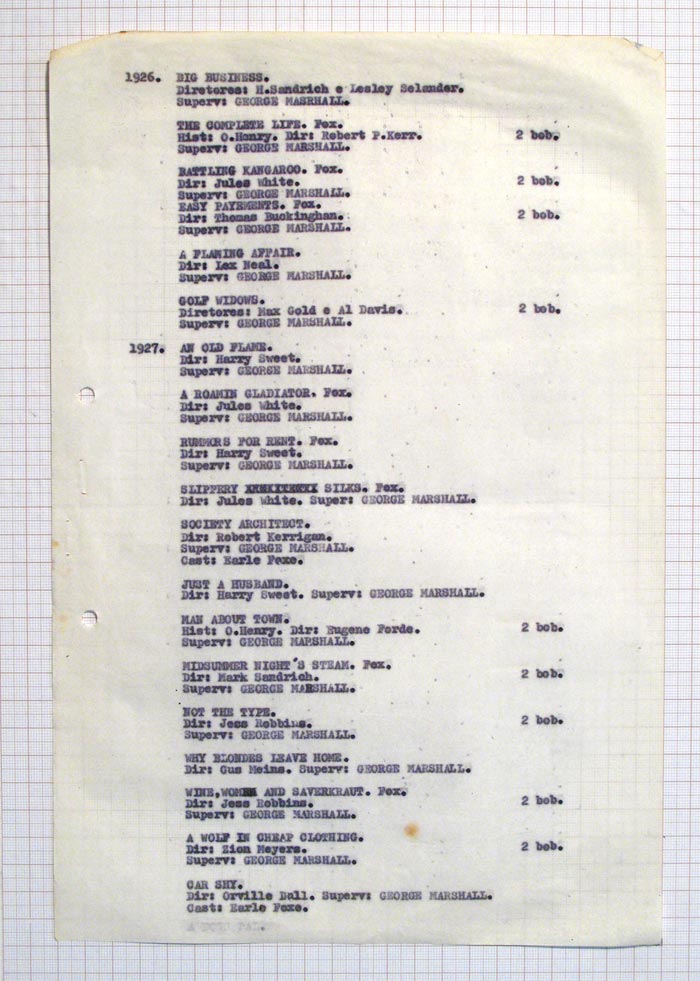 1926. BIG BUSINESS.
Diretores: H.Sandrich e Lesley Selander.
Superv: GEORGE MASRHALL.
THE COMPLETE LIFE. Fox.
Hist: O.Henry. Dir: Robert P.Kerr. 2 bob.
Superv: GEORGE MARSHALL.
BATTLING KANGAROO. Fox.
Dir: Jules White. 2 bob.
Superv: GEORGE MARSHALL.
EASY PAYEMENTS. Fox.
Dir: Thomas Buckinghan. 2 bob.
Superv: GEORGE MARSHALL.
A FLAMING AFFAIR.
Dir: Lex Neal.
Superv: GEORGE MARSHALL.
GOLF WIDOWS.
Diretores: Max Gold e Al Davis. 2 bob.
Superv: GEORGE MARSHALL.
1927. AN OLD FLAME.
Dir: Harry Sweet.
Superv: GEORGE MARSHALL.
A ROAMIN GLADIATOR. Fox.
Dir: Jules White.
Superv: GEORGE MARSHALL.
RUMMORS FOR RENT. Fox.
Dir: Harry Sweet.
Superv: GEORGE MARSHALL.
SLIPPERY SILKS. Fox.
Dir: Jules White. Super: GEORGE MARSHALL.
SOCIETY ARCHITECT.
Dir: Robert Kerrigan.
Superv: GEORGE MARSHALL.
Cast: Earle Foxe.
JUST A HUSBAND.
Dir: Harry Sweet. Superv: GEORGE MARSHALL.
MAN ABOUT TOWN.
Hist: O.Henry. Dir: Eugene Forde. 2 bob.
Superv: GEORGE MARSHALL.
MIDSUMMER NIGHT'S STEAM. Fox.
Dir: Mark Sandrich. 2 bob.
Superv: GEORGE MARSHALL.
NOT THE TYPE.
Dir: Jess Robbins. 2 bob.
Superv: GEORGE MARSHALL.
WHY BLONDES LEAVE HOME.
Dir: Gus Meins. Superv: GEORGE MARSHALL.
WINE,WOMEN AND SAVERKRAUT. Fox.
Dir: Jess Robbins. 2 bob.
Superv: GEORGE MARSHALL.
A WOLF IN CHEAP CLOTHING.
Dir: Zion Meyers. 2 bob.
Superv: GEORGE MARSHALL.
CAR SHY.
Dir: Orville Dall. Superv: GEORGE MARSHALL.
Cast: Earle Foxe.